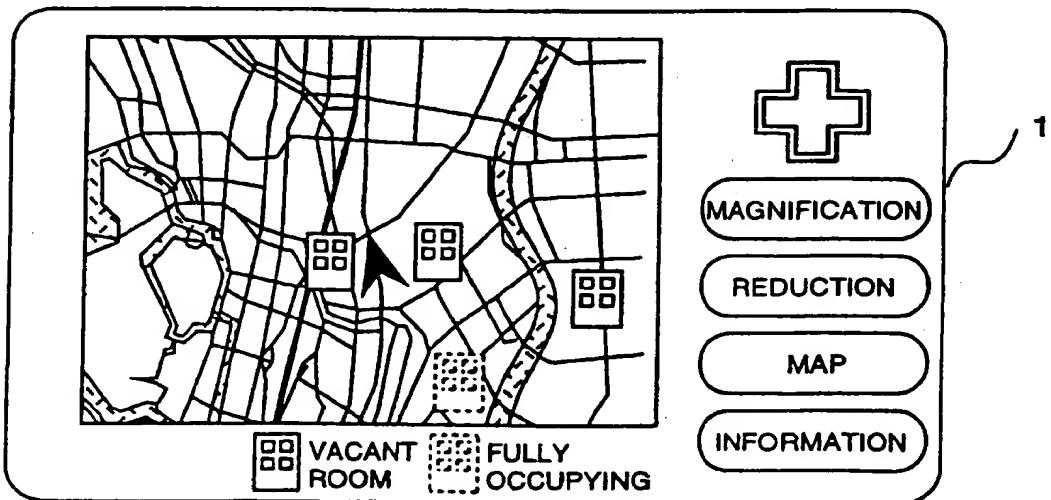 1
MAGNIFICATION
REDUCTION
MAP
INFORMATION
VACANT
ROOM
FULLY
OCCUPYING